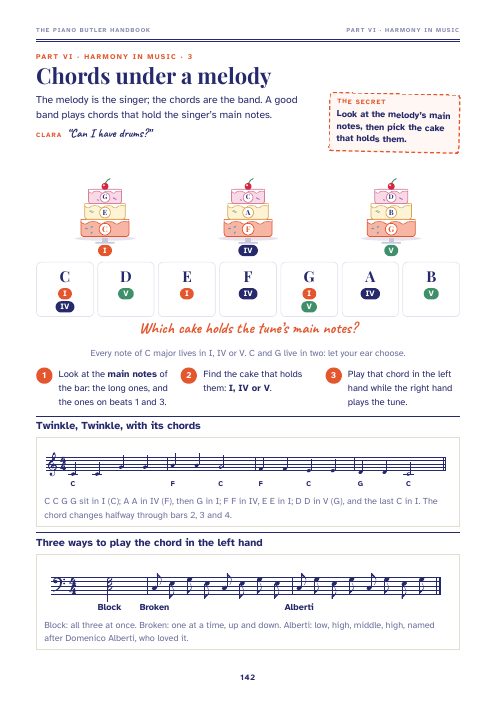 THE PIANO BUTLER HANDBOOK
PART VI · HARMONY IN MUSIC
PART VI · HARMONY IN MUSIC · 3
Chords under a melody
The melody is the singer; the chords are the band. A good
band plays chords that hold the singer's main notes.
CLARA "Can I have drums?"
THE SECRET
Look at the melody's main
notes, then pick the cake
that holds them.
G C D
E A B
C F G
I IV V
C D E F G A B
I V I IV I IV V
IV V
Which cake holds the tune's main notes?
Every note of C major lives in I, IV or V. C and G live in two: let your ear choose.
1 Look at the main notes of
the bar: the long ones, and
the ones on beats 1 and 3.
2 Find the cake that holds
them: I, IV or V.
3 Play that chord in the left
hand while the right hand
plays the tune.
Twinkle, Twinkle, with its chords
C F C F C G C
C C G G sit in I (C); A A in IV (F), then G in I; F F in IV, E E in I; D D in V (G), and the last C in I. The
chord changes halfway through bars 2, 3 and 4.
Three ways to play the chord in the left hand
Block Broken Alberti
Block: all three at once. Broken: one at a time, up and down. Alberti: low, high, middle, high, named
after Domenico Alberti, who loved it.
142